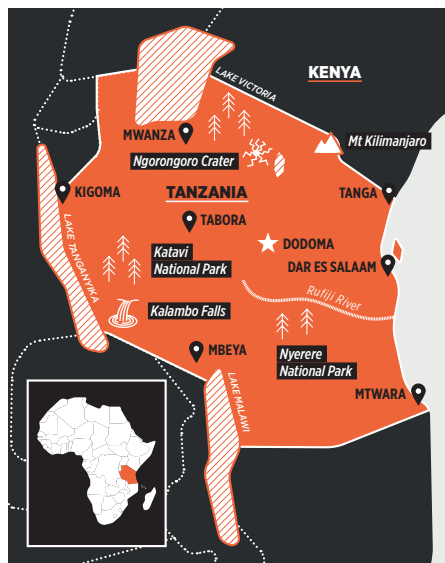 LAKE VICTORIA
KENYA
MWANZA
Mt Kilimanjaro
Ngorongoro Crater
KIGOMA
TANZANIA
TANGA
TABORA
LAKE TANGANYIKA
DODOMA
Katavi
National Park
DAR ES SALAAM
Rufiji River
Kalambo Falls
MBEYA
Nyerere
National Park
LAKE MALAWI
MTWARA